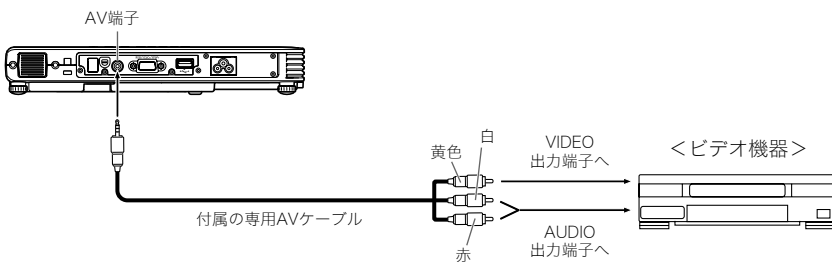 AV端子
白
黄色
VIDEO
出力端子へ
＜ビデオ機器＞
付属の専用AVケーブル
赤
AUDIO
出力端子へ